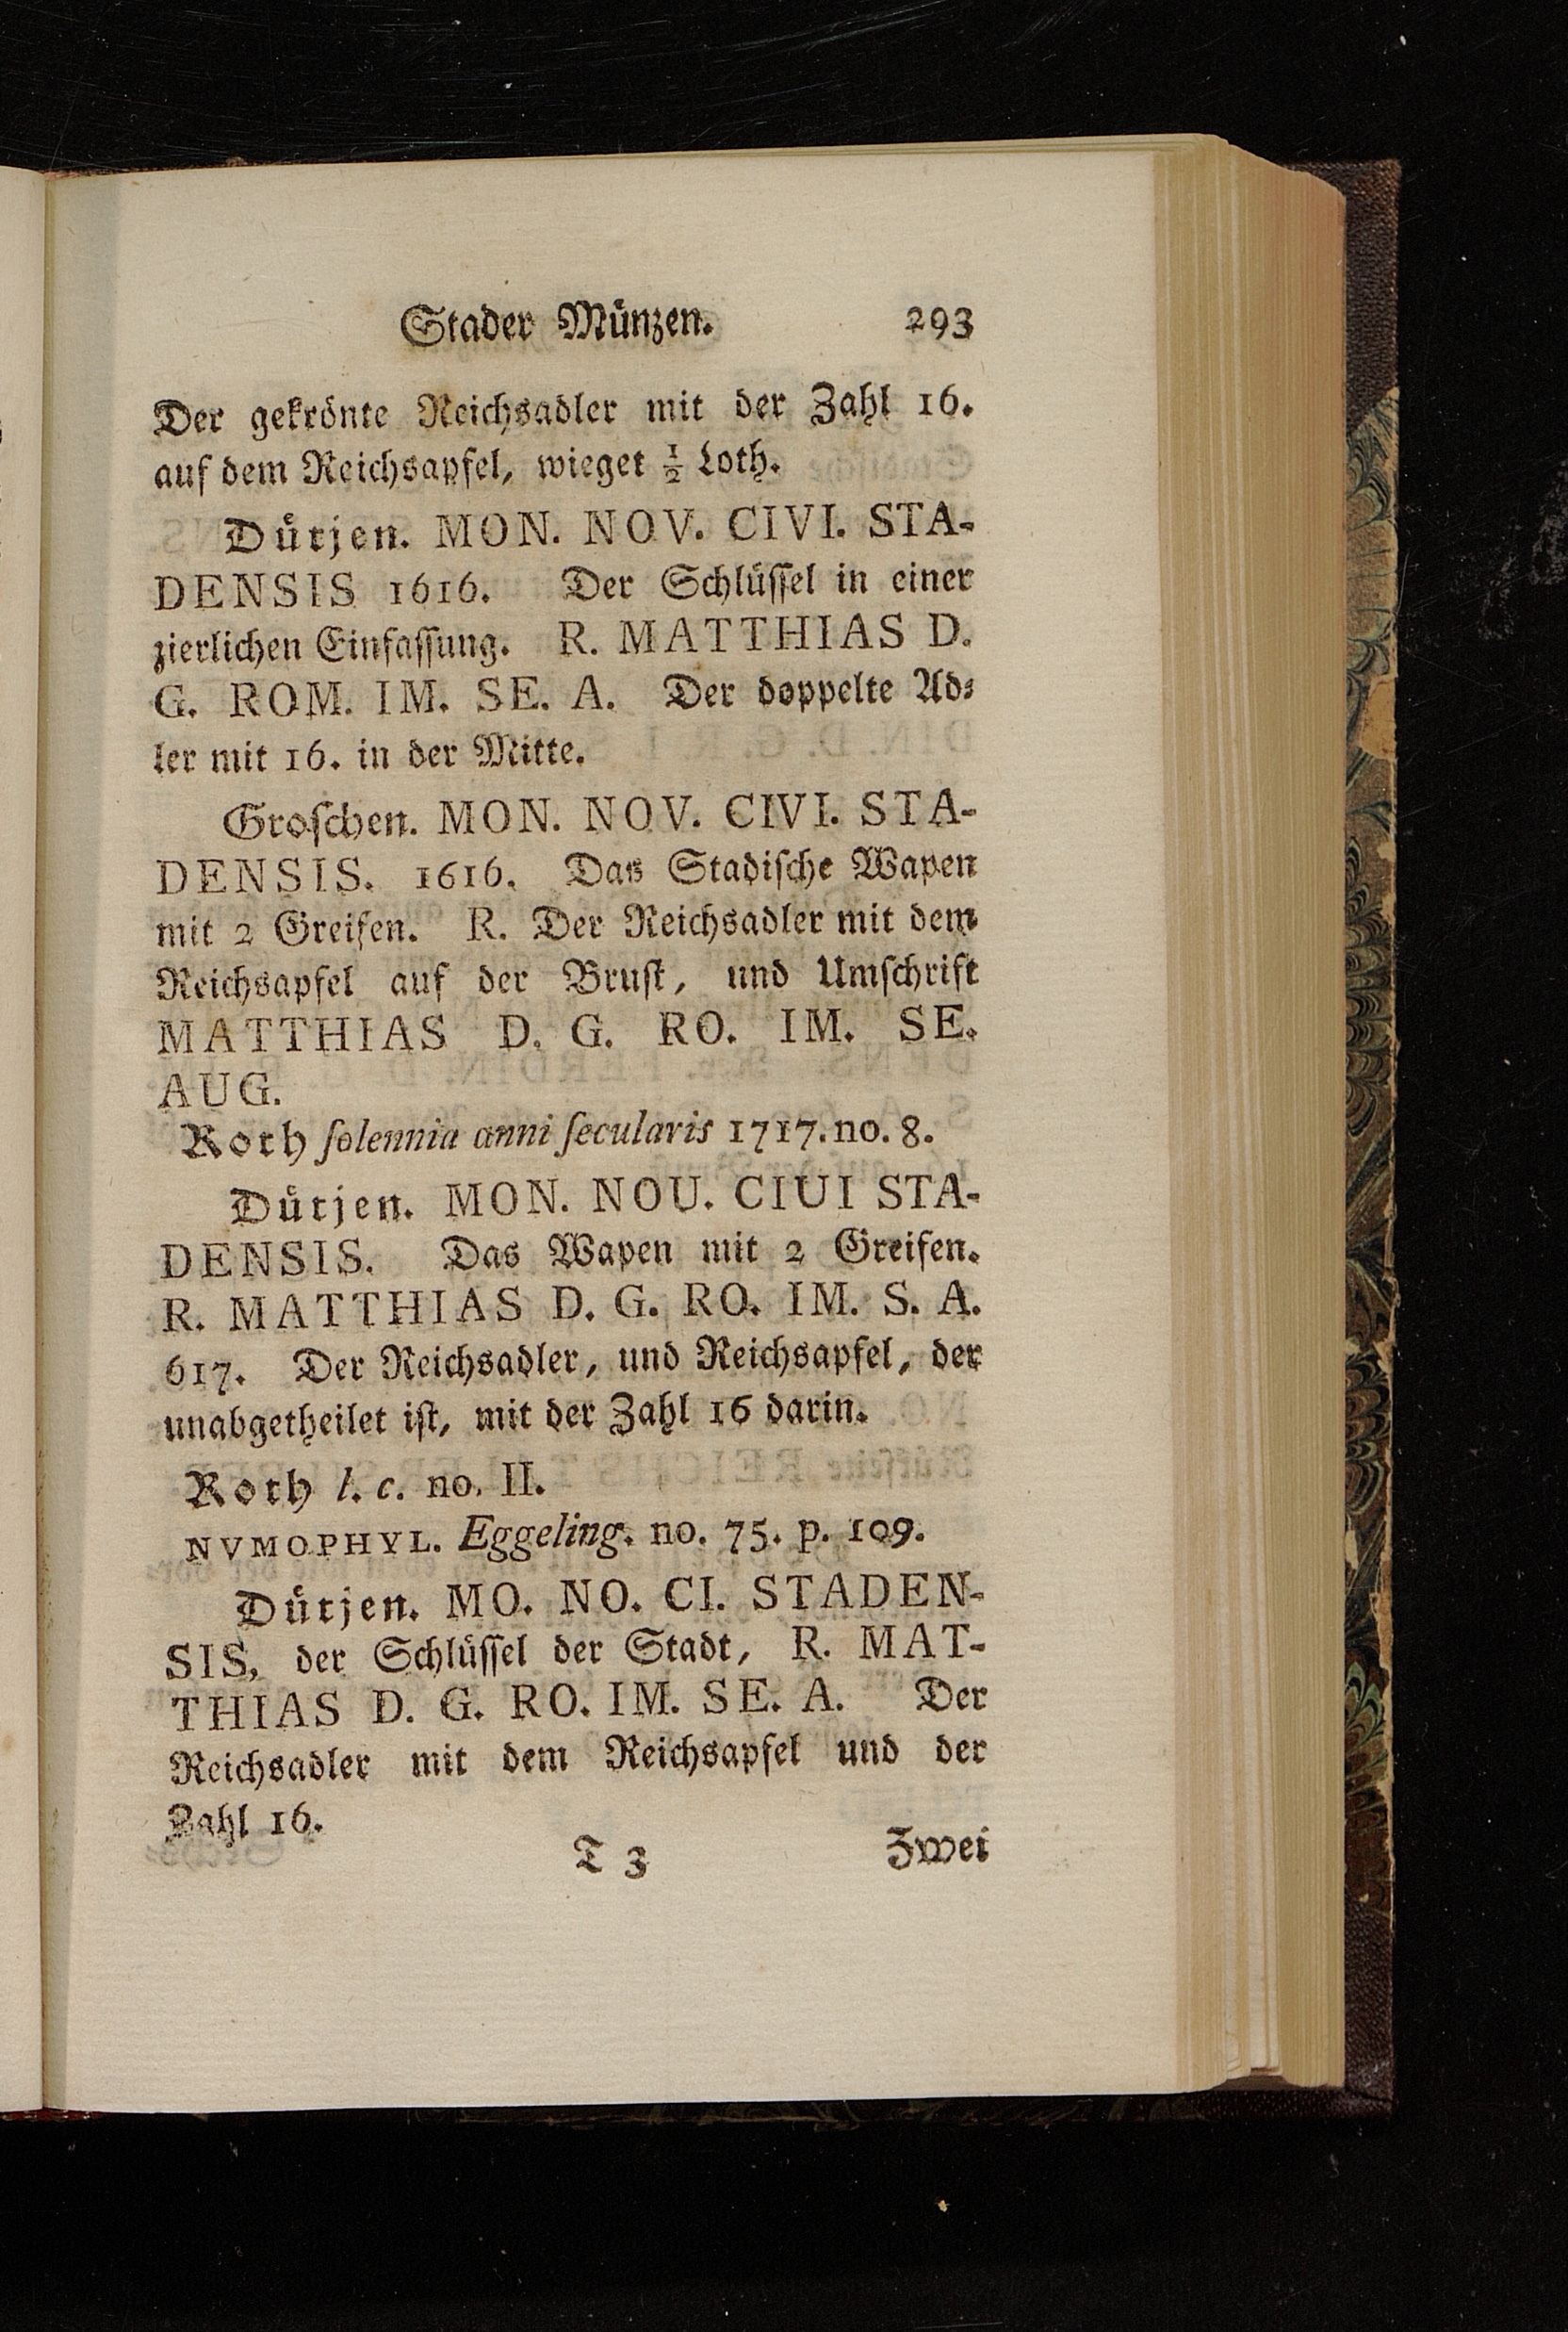 Stader Münzen. 293
Der gekrönte Reichsadler mit der Zahl 16.
auf dem Reichsapfel, wieget ½ Loth.
Dütjen. MON. NOV. CIVI. STA-
DENSIS 1616. Der Schlüssel in einer
zierlichen Einfassung. R. MATTHIAS D.
G. ROM. IM. SE. A. Der doppelte Ad-
ler mit 16. in der Mitte.
Groschen. MON. NOV. CIVI. STA-
DENSIS. 1616. Das Stadische Wapen
mit 2 Greifen. R. Der Reichsadler mit dem
Reichsapfel auf der Brust, und Umschrift
MATTHIAS D. G. RO. IM. SE.
AUG.
Roth solennia anni secularis 1717. no. 8.
Dütjen. MON. NOU. CIUI STA-
DENSIS. Das Wapen mit 2 Greifen.
R. MATTHIAS D. G. RO. IM. S. A.
617. Der Reichsadler, und Reichsapfel, der
unabgetheilet ist, mit der Zahl 16 darin.
Roth l. c. no. II.
NVMOPHYL. Eggeling. no. 75. p. 109.
Dütjen. MO. NO. CI. STADEN-
SIS, der Schlüssel der Stadt, R. MAT-
THIAS D. G. RO. IM. SE. A. Der
Reichsadler mit dem Reichsapfel und der
Zahl 16.
T 3 Zwei